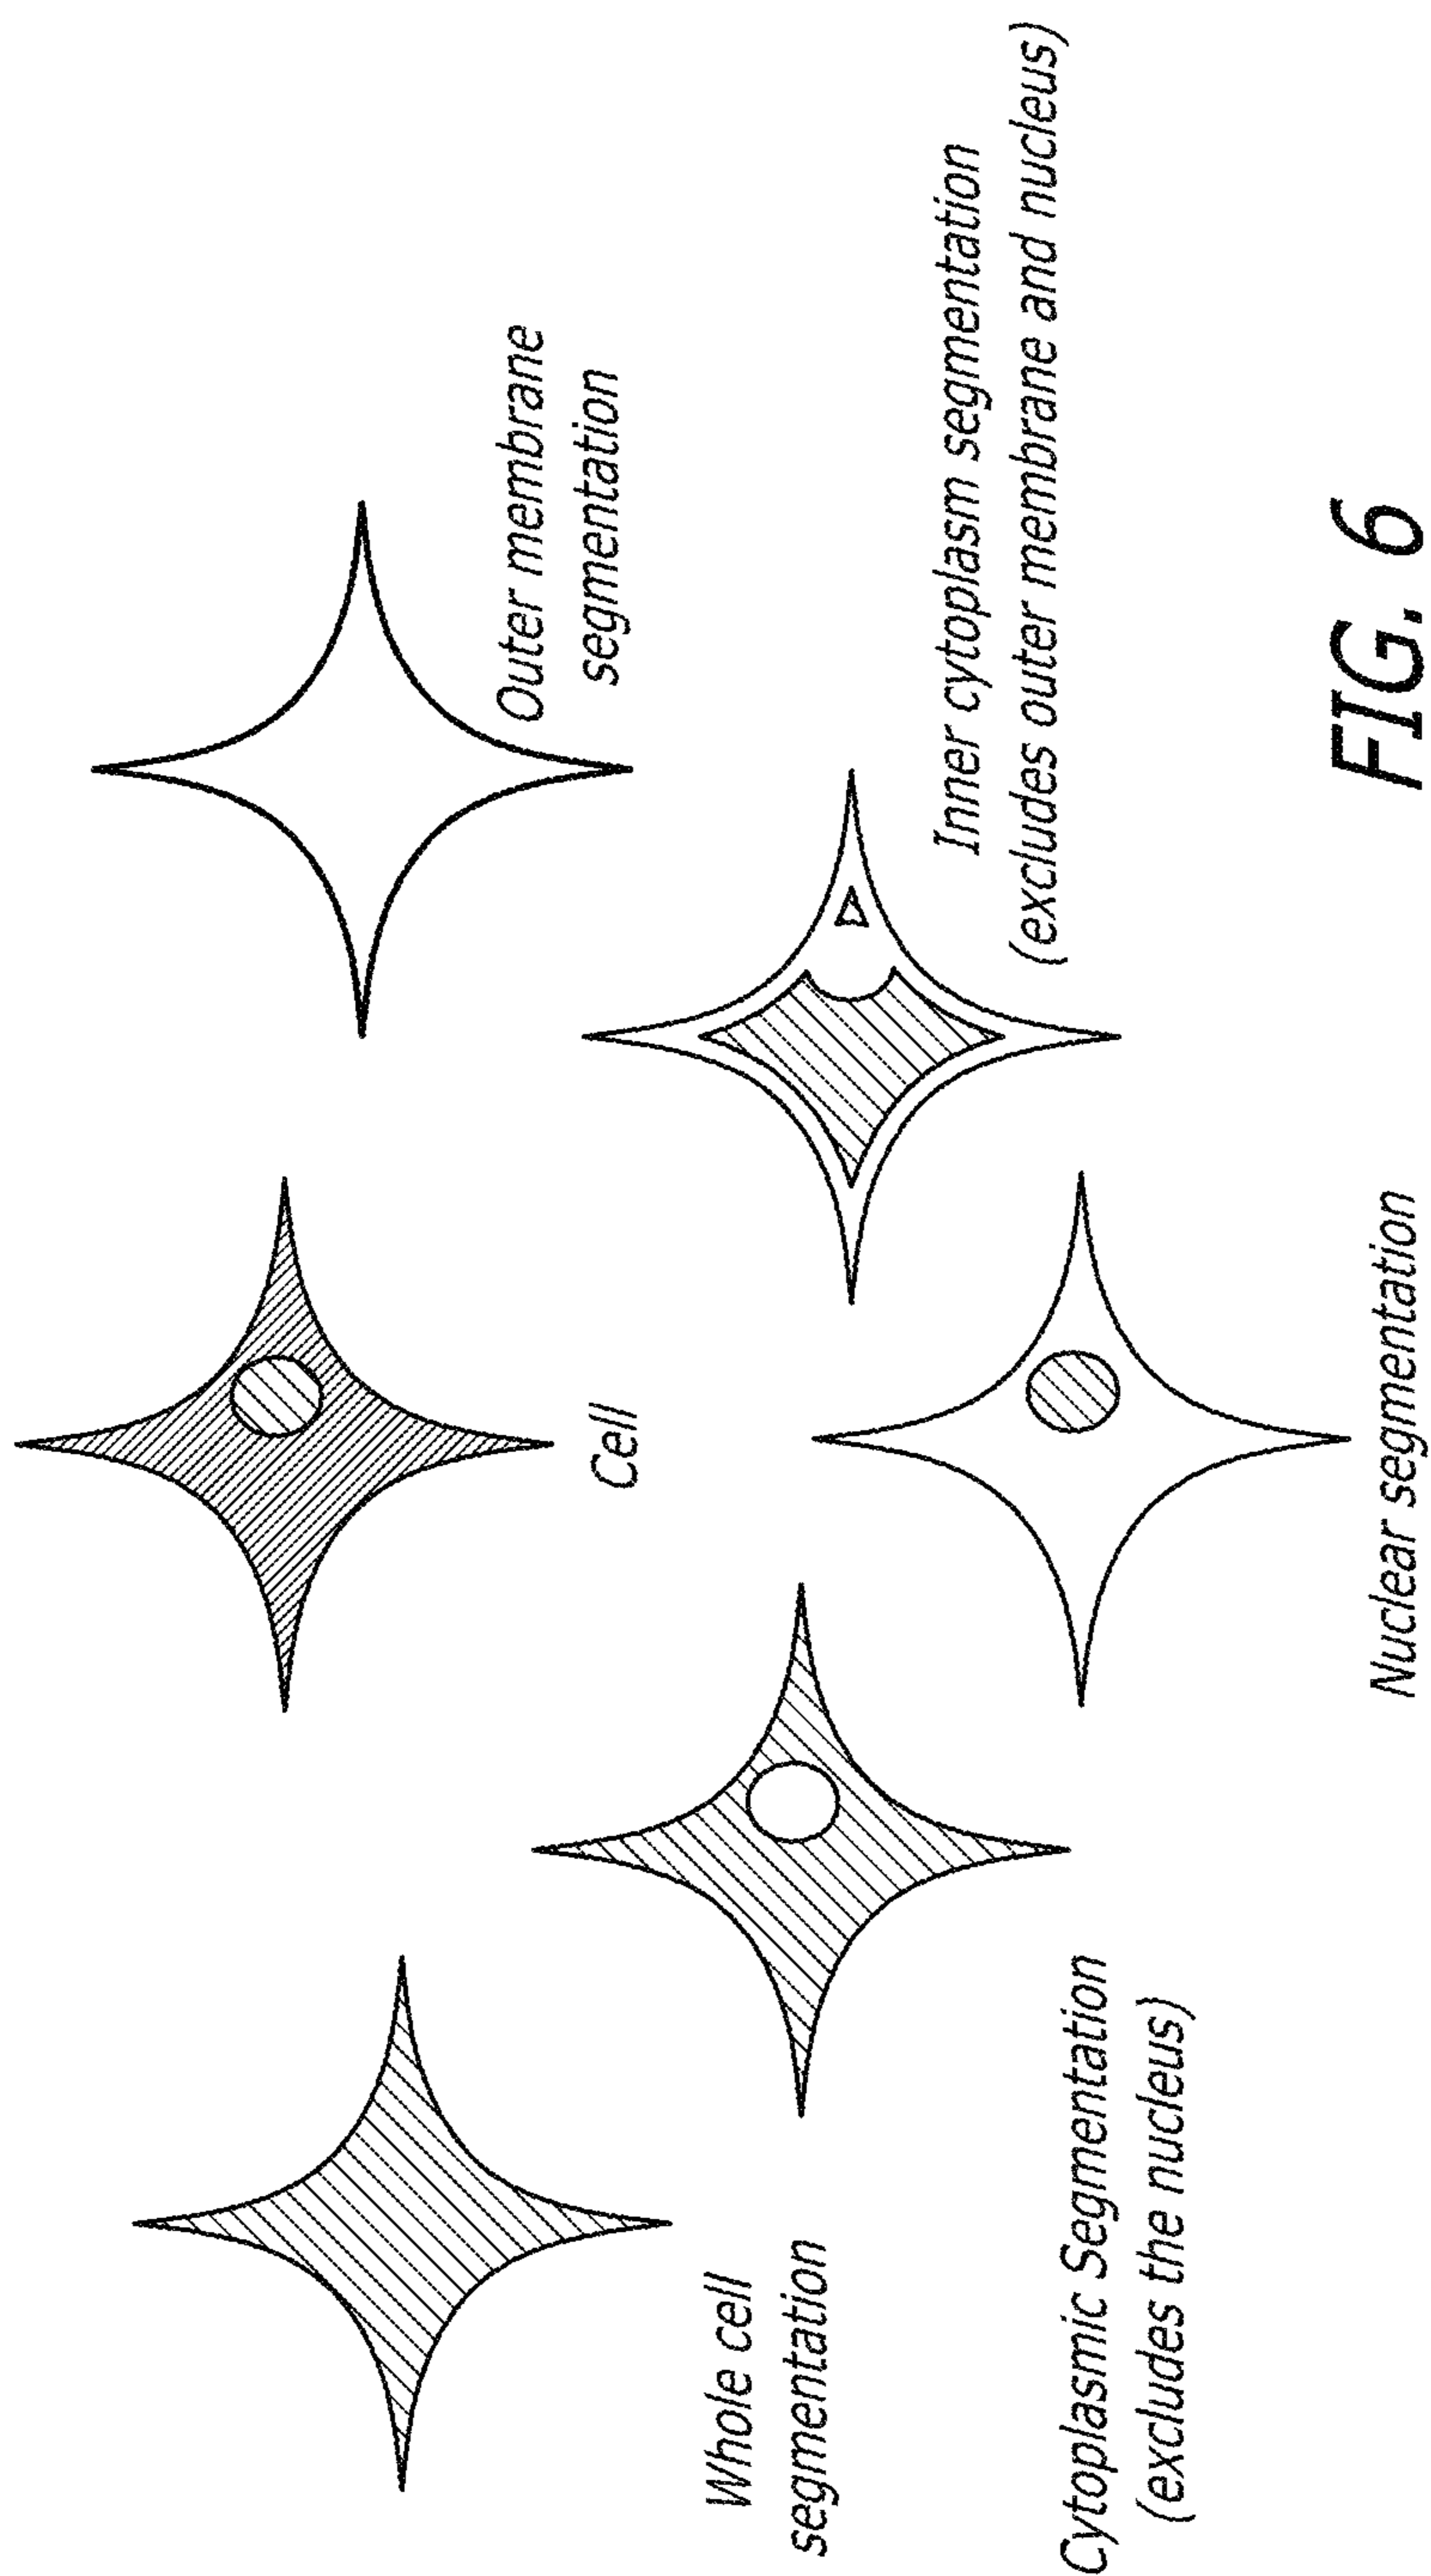 Cell
Outer membrane
segmentation
Whole cell
segmentation
Inner cytoplasm segmentation
(excludes outer membrane and nucleus)
Cytoplasmic Segmentation
(excludes the nucleus)
Nuclear segmentation
FIG. 6